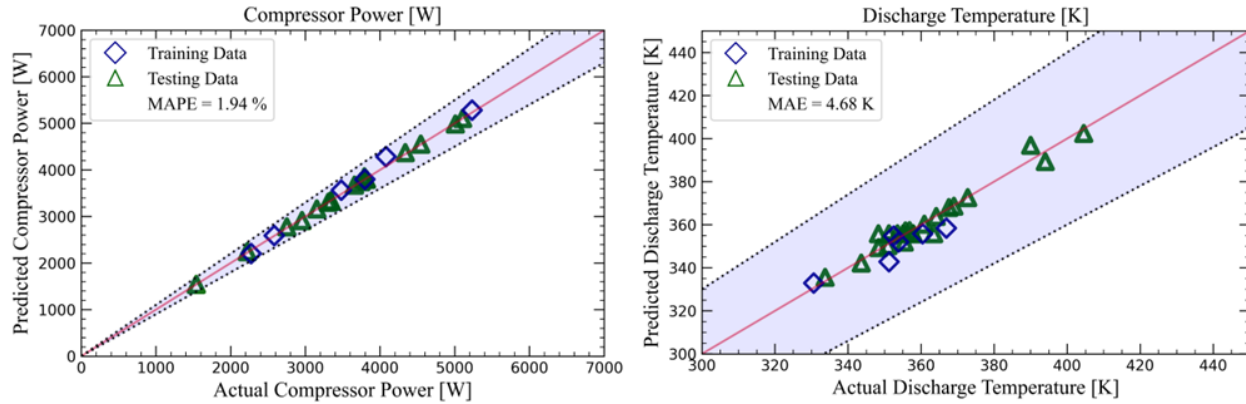 Compressor Power [W]
7000
6000
5000
4000
3000
2000
1000
0
Predicted Compressor Power [W]
Training Data
Testing Data
MAPE = 1.94 %
0 1000 2000 3000 4000 5000 6000 7000
Actual Compressor Power [W]
Discharge Temperature [K]
440
420
400
380
360
340
320
300
Predicted Discharge Temperature [K]
Training Data
Testing Data
MAE = 4.68 K
300 320 340 360 380 400 420 440
Actual Discharge Temperature [K]